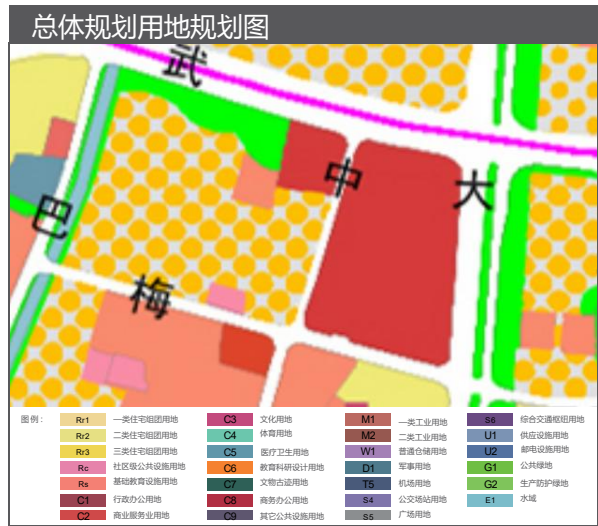 总体规划用地规划图
武
中
大
巴
梅
图例：
Rr1 一类住宅组团用地
Rr2 二类住宅组团用地
Rr3 三类住宅组团用地
Rc 社区级公共设施用地
Rs 基础教育设施用地
C1 行政办公用地
C2 商业服务业用地
C3 文化用地
C4 体育用地
C5 医疗卫生用地
C6 教育科研设计用地
C7 文物古迹用地
C8 商务办公用地
C9 其它公共设施用地
M1 一类工业用地
M2 二类工业用地
W1 普通仓储用地
D1 军事用地
T5 机场用地
S4 公交场站用地
S5 广场用地
S6 综合交通枢纽用地
U1 供应设施用地
U2 邮电设施用地
G1 公共绿地
G2 生产防护绿地
E1 水域